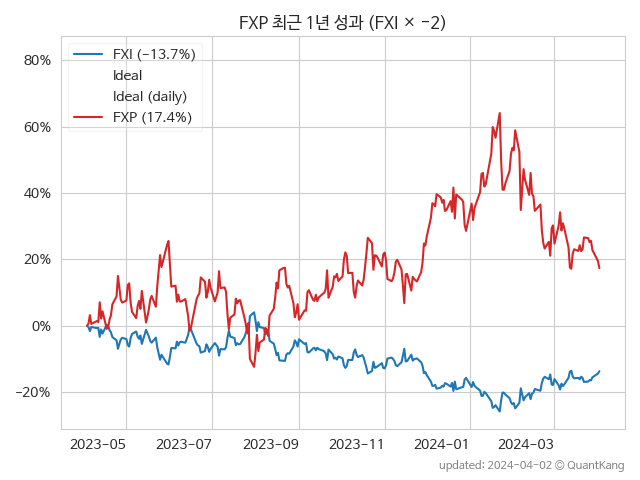 FXP 최근 1년 성과 (FXI × −2)
FXI (−13.7%)
Ideal
Ideal (daily)
FXP (17.4%)
80%
60%
40%
20%
0%
−20%
2023-05 2023-07 2023-09 2023-11 2024-01 2024-03
updated: 2024-04-02 © QuantKang